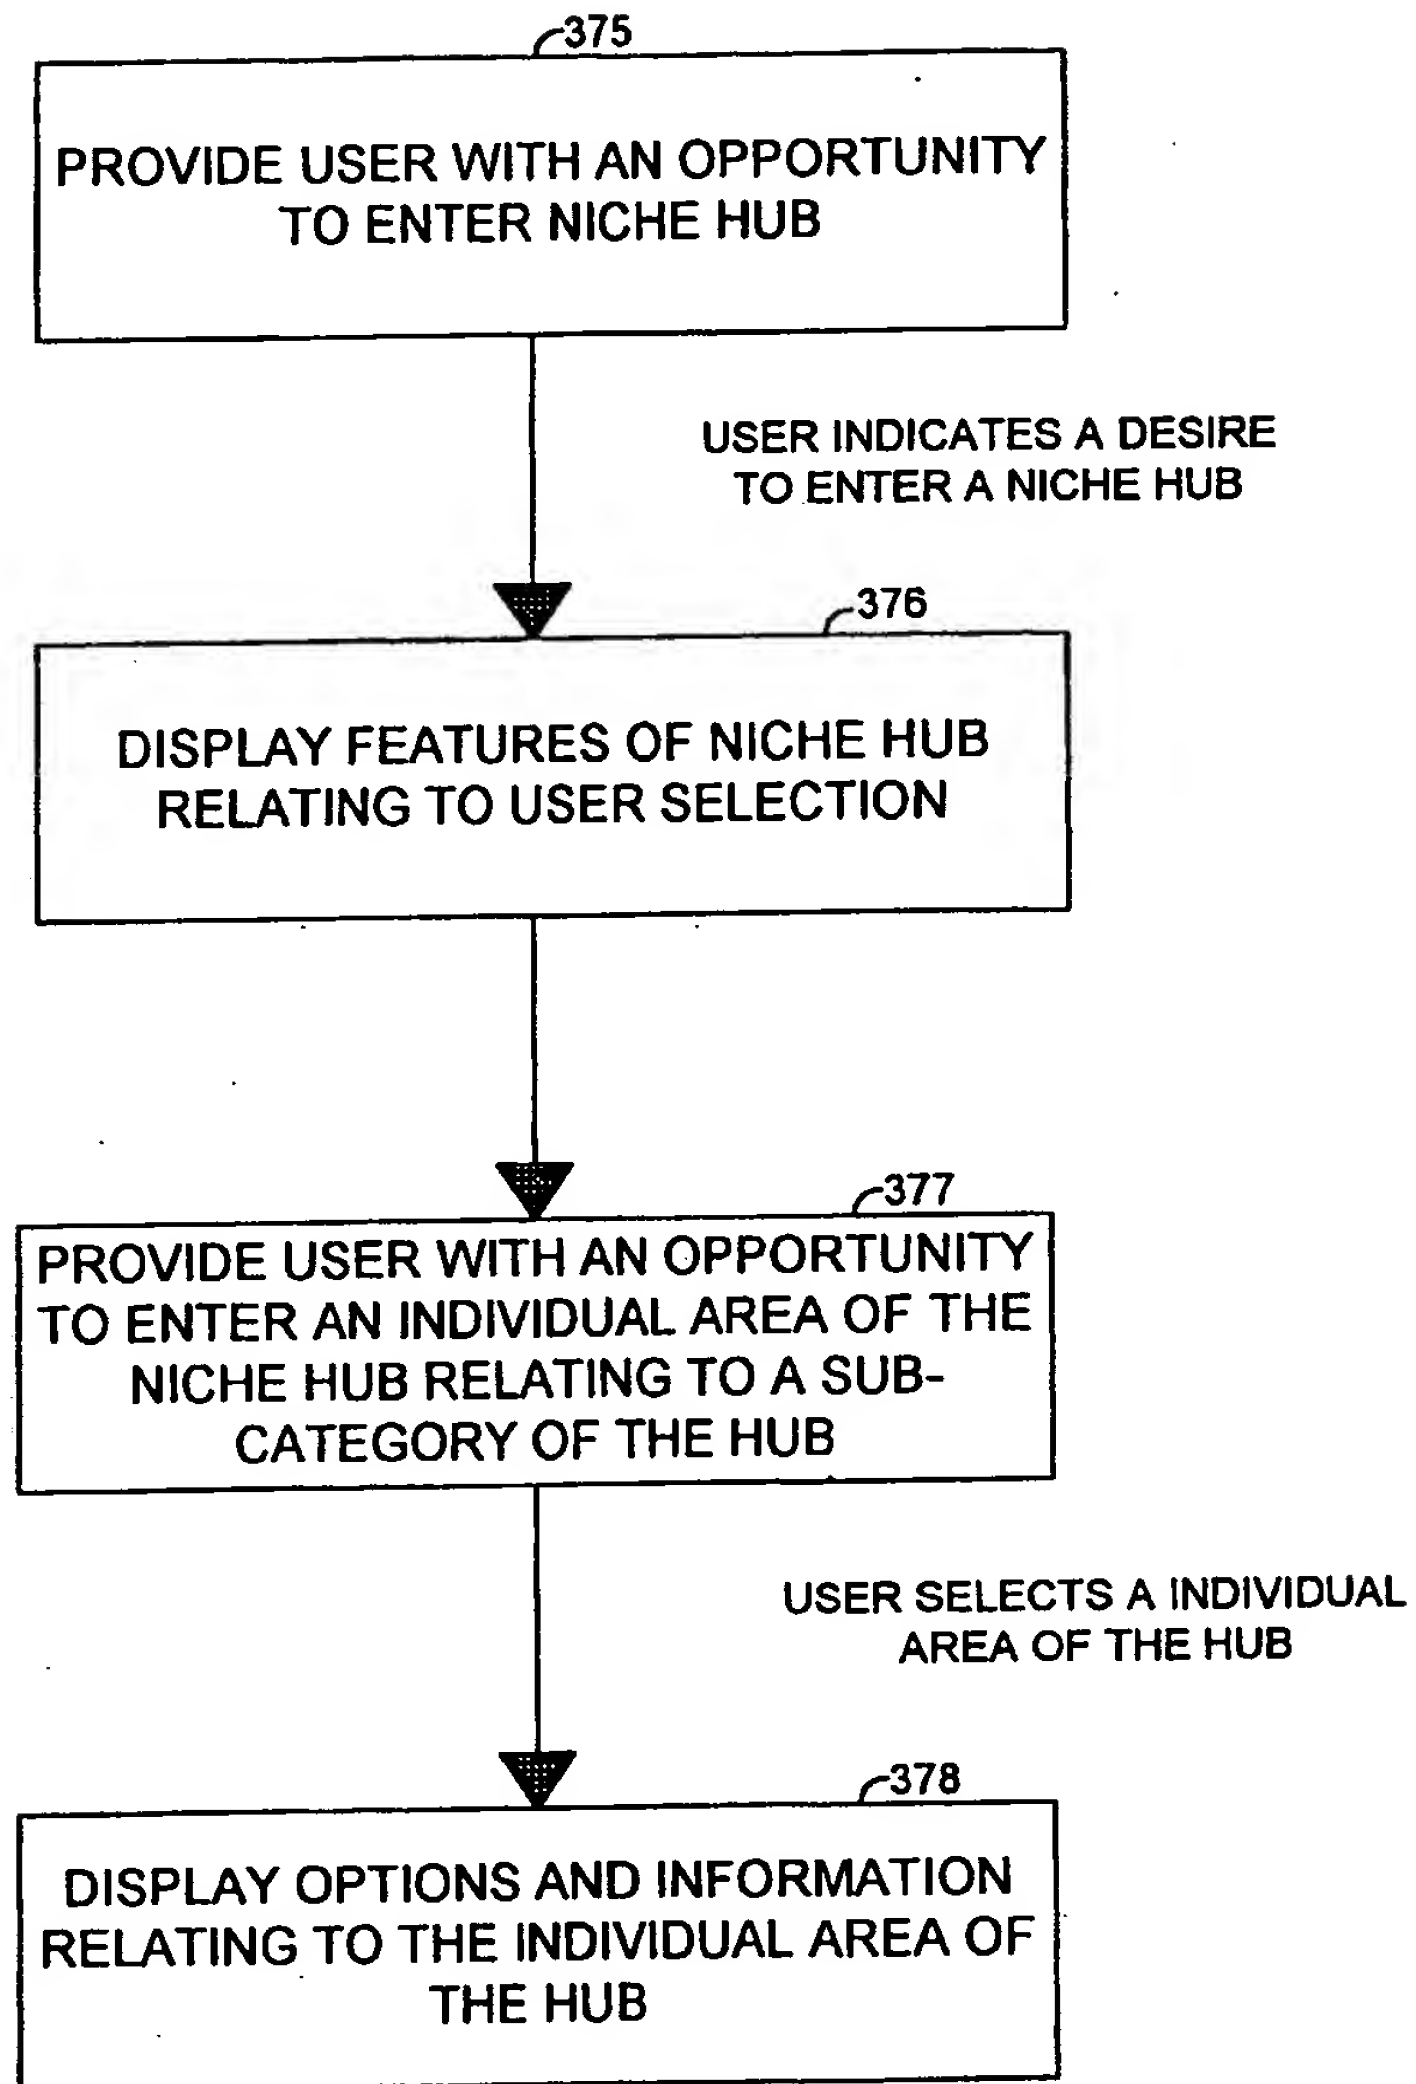 375
PROVIDE USER WITH AN OPPORTUNITY
TO ENTER NICHE HUB
USER INDICATES A DESIRE
TO ENTER A NICHE HUB
376
DISPLAY FEATURES OF NICHE HUB
RELATING TO USER SELECTION
377
PROVIDE USER WITH AN OPPORTUNITY
TO ENTER AN INDIVIDUAL AREA OF THE
NICHE HUB RELATING TO A SUB-
CATEGORY OF THE HUB
USER SELECTS A INDIVIDUAL
AREA OF THE HUB
378
DISPLAY OPTIONS AND INFORMATION
RELATING TO THE INDIVIDUAL AREA OF
THE HUB